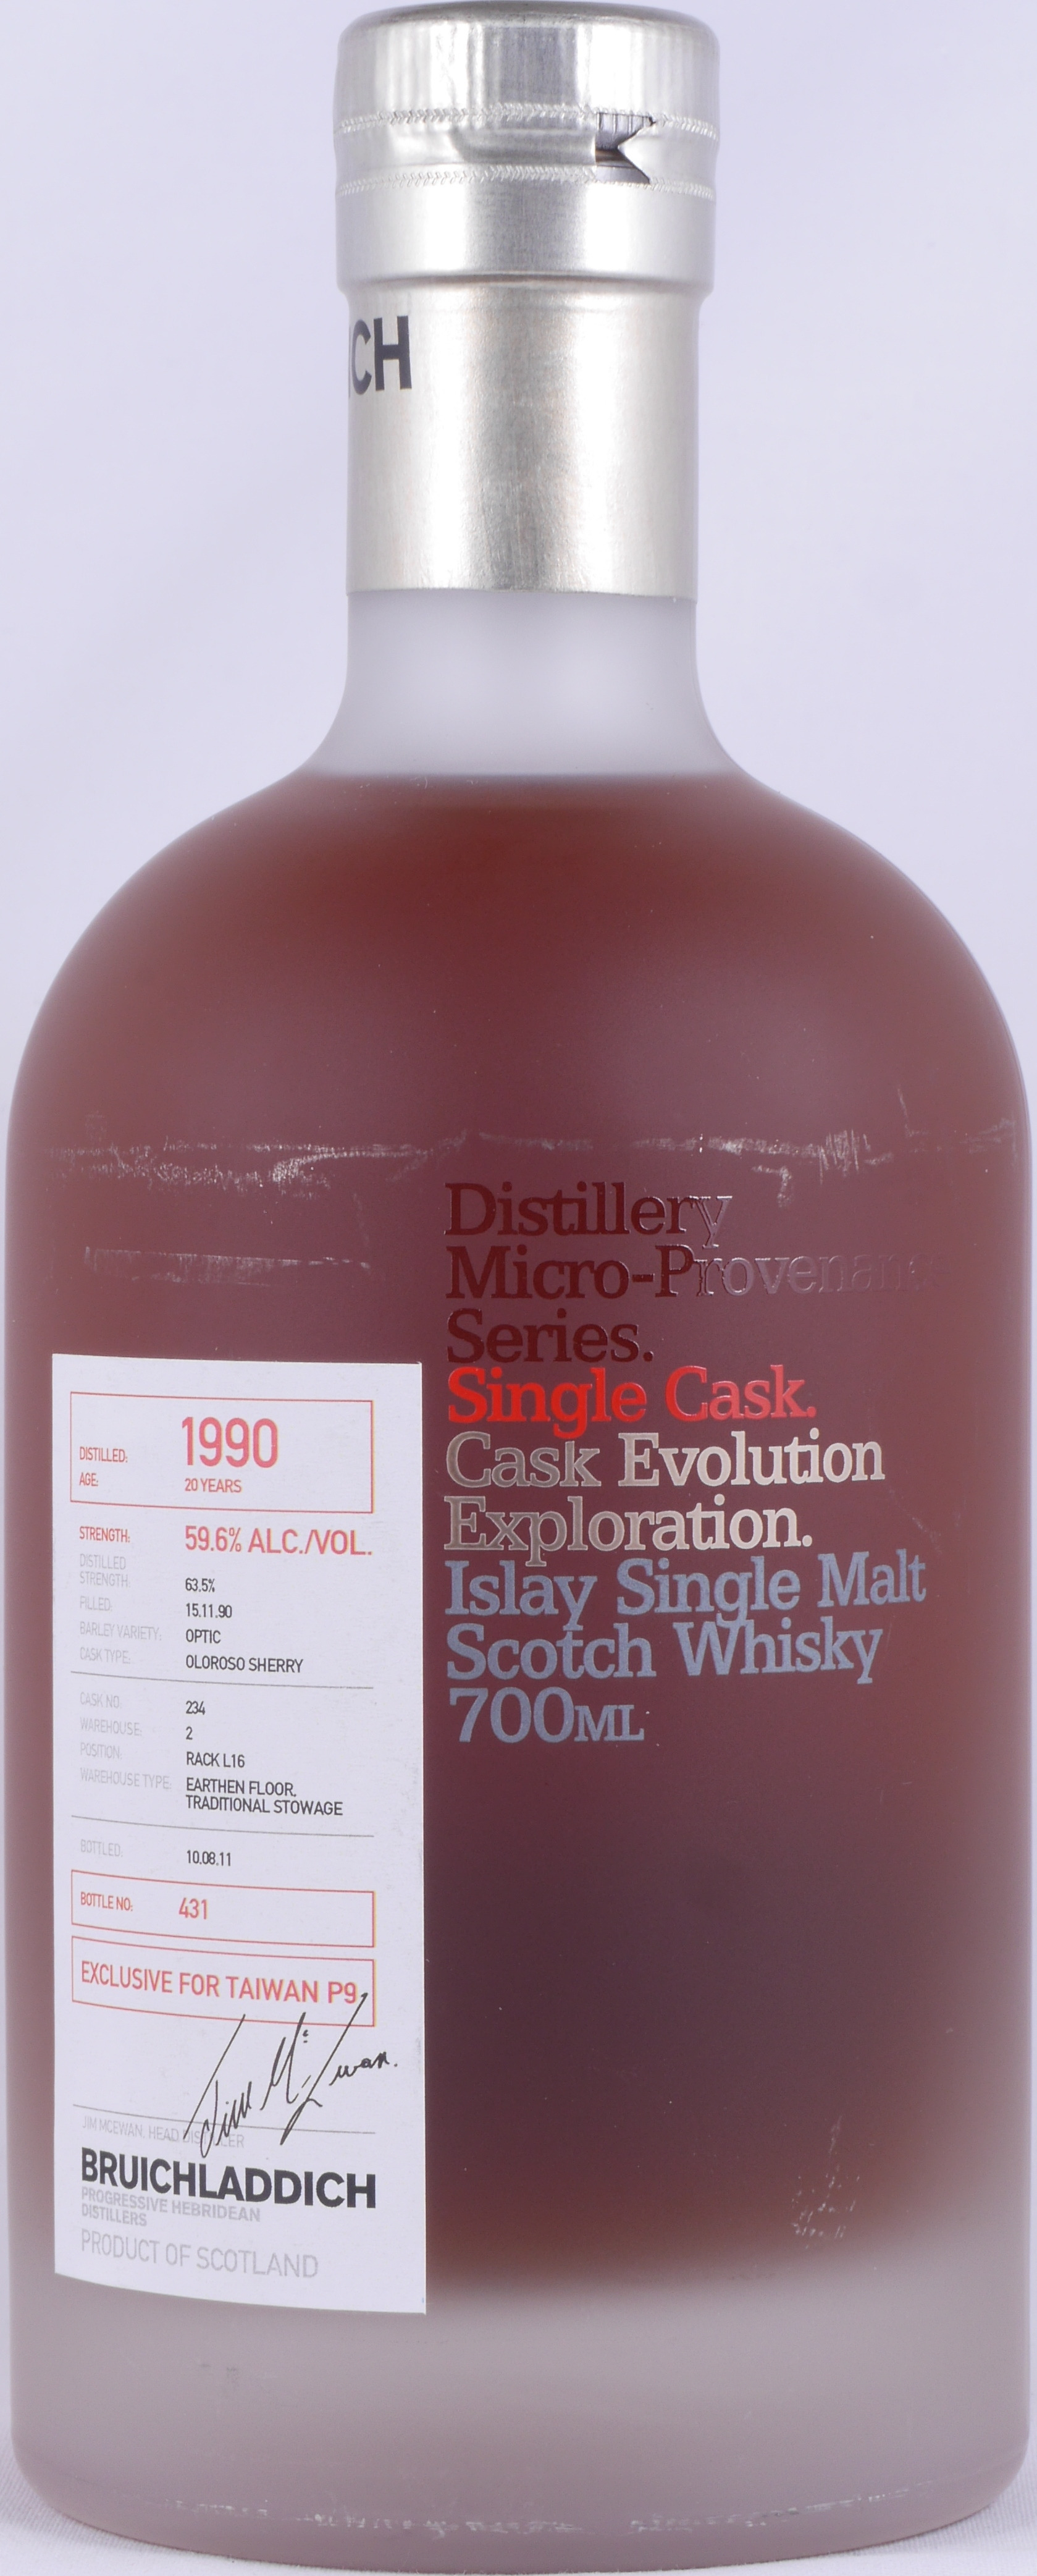 CH
Distillery
Micro-Provenance
Series.
Single Cask.
Cask Evolution
Exploration.
Islay Single Malt
Scotch Whisky
700ML
DISTILLED: 1990
AGE: 20 YEARS
STRENGTH: 59.6% ALC./VOL.
DISTILLED
STRENGTH: 63.5%
FILLED: 15.11.90
BARLEY VARIETY: OPTIC
CASK TYPE: OLOROSO SHERRY
CASK NO: 234
WAREHOUSE: 2
POSITION: RACK L16
WAREHOUSE TYPE: EARTHEN FLOOR,
TRADITIONAL STOWAGE
BOTTLED: 10.08.11
BOTTLE NO: 431
EXCLUSIVE FOR TAIWAN P9
Jim McEwan.
JIM MCEWAN, HEAD DISTILLER
BRUICHLADDICH
PROGRESSIVE HEBRIDEAN
DISTILLERS
PRODUCT OF SCOTLAND